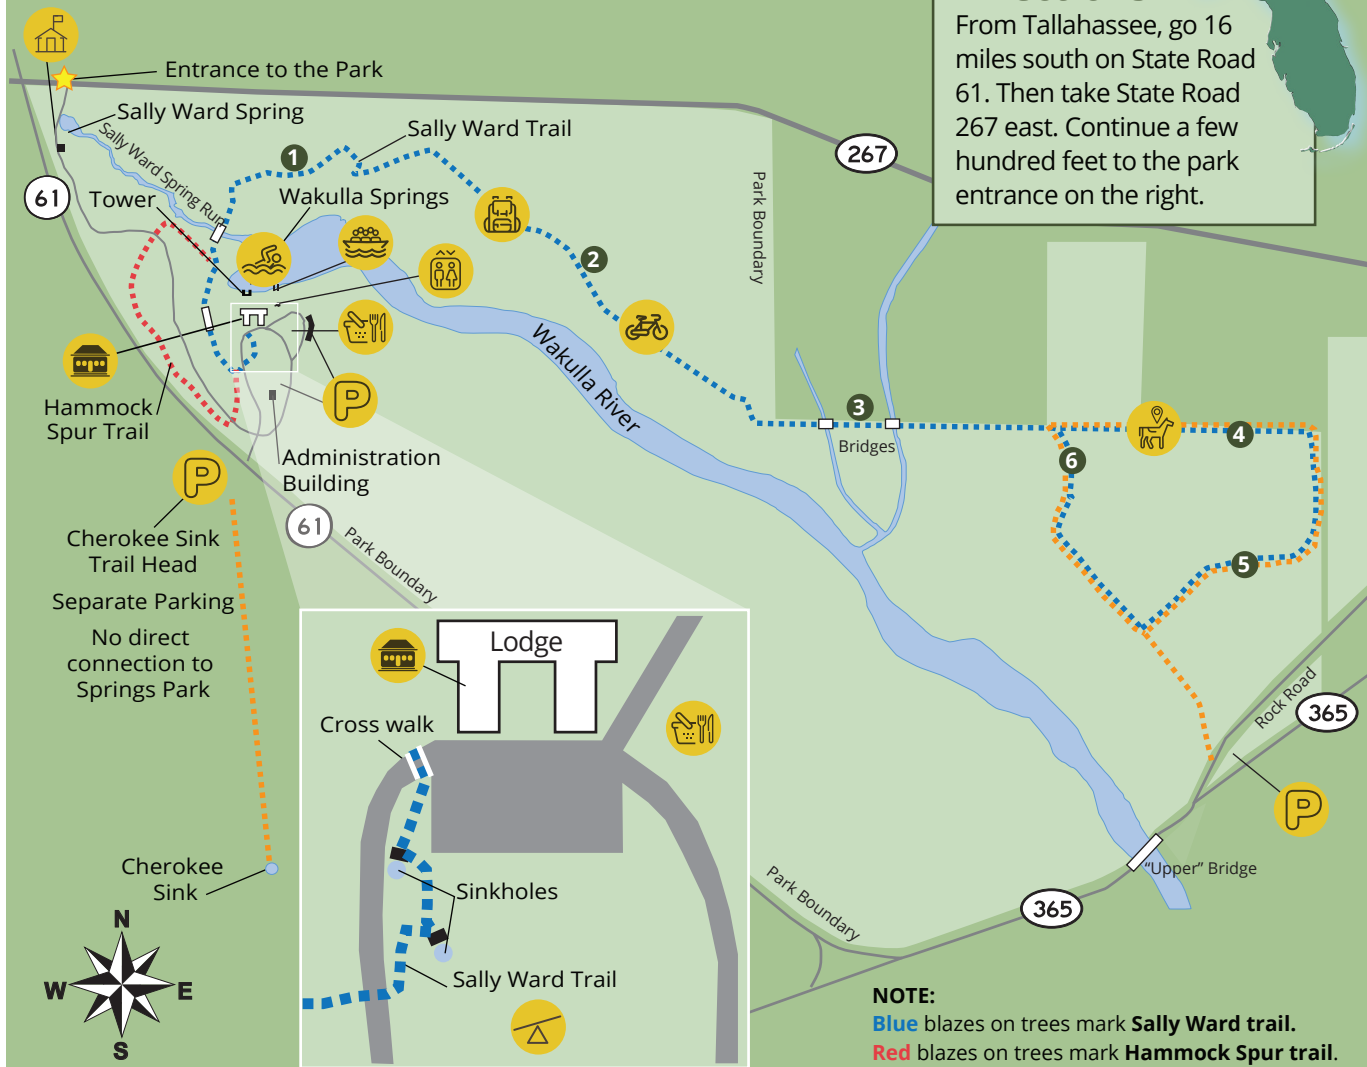 From Tallahassee, go 16
miles south on State Road
61. Then take State Road
267 east. Continue a few
hundred feet to the park
entrance on the right.
Entrance to the Park
Sally Ward Spring
Sally Ward Trail
Sally Ward Spring Run
1
267
61
Tower
Wakulla Springs
Park Boundary
2
Wakulla River
P
Hammock
Spur Trail
3
Bridges
4
6
5
Administration
Building
P
61
Park Boundary
Cherokee Sink
Trail Head
Separate Parking
No direct
connection to
Springs Park
Lodge
Cross walk
Rock Road
365
P
Cherokee
Sink
Sinkholes
"Upper" Bridge
Park Boundary
365
N
W
E
S
Sally Ward Trail
NOTE:
Blue blazes on trees mark Sally Ward trail.
Red blazes on trees mark Hammock Spur trail.